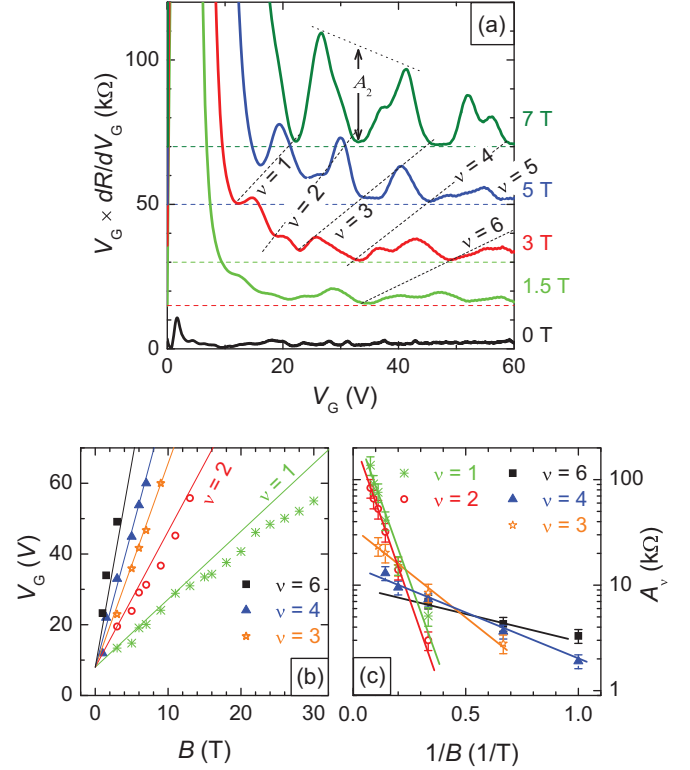 (a)
V_G × dR/dV_G (kΩ)
100
50
0
A_2
7 T
5 T
3 T
1.5 T
0 T
ν = 1
ν = 2
ν = 3
ν = 4
ν = 5
ν = 6
0 20 40 60
V_G (V)
V_G (V)
70
60
40
20
0
ν = 2
ν = 1
ν = 6
ν = 4
ν = 3
(b)
0 10 20 30
B (T)
ν = 1
ν = 2
ν = 3
ν = 6
ν = 4
(c)
100
10
1
A_ν (kΩ)
0.0 0.5 1.0
1/B (1/T)